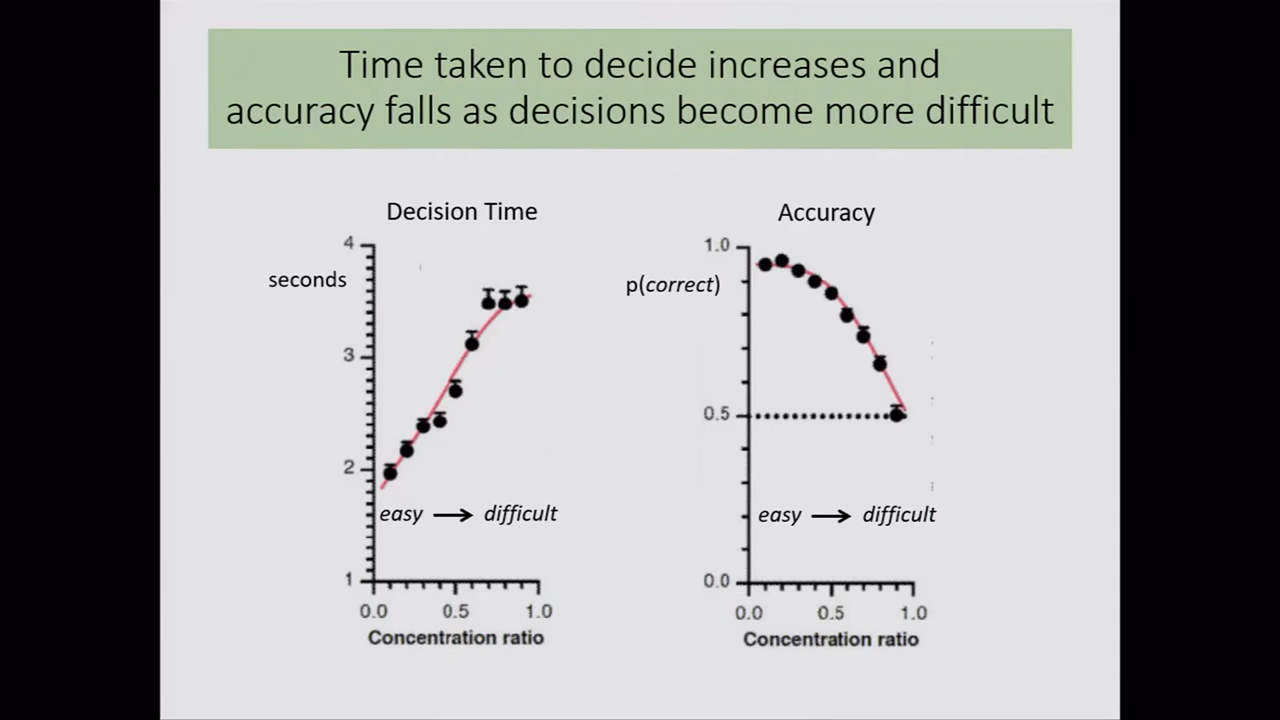 Time taken to decide increases and
accuracy falls as decisions become more difficult
Decision Time
4
seconds
3
2
easy difficult
1
0.0 0.5 1.0
Concentration ratio
Accuracy
1.0
p(correct)
0.5
easy difficult
0.0
0.0 0.5 1.0
Concentration ratio